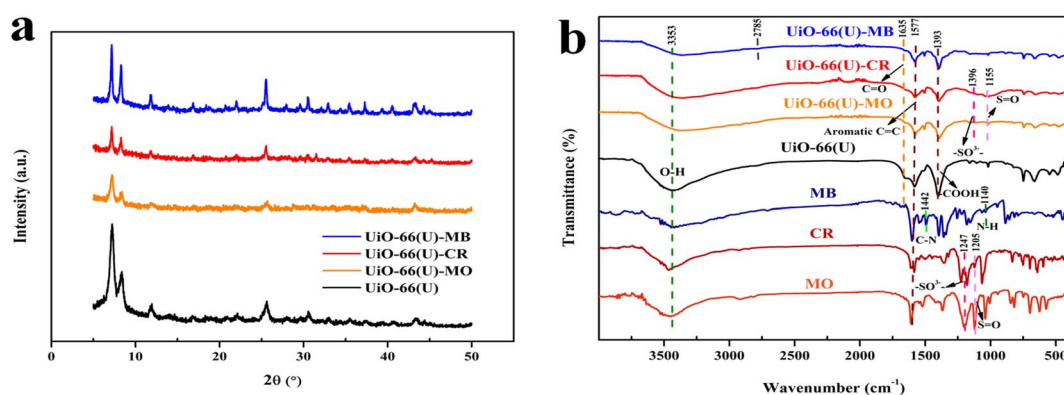 a
Intensity (a.u.)
UiO-66(U)-MB
UiO-66(U)-CR
UiO-66(U)-MO
UiO-66(U)
0
10
20
30
40
50
2θ (°)
b
Transmittance (%)
3353
2785
1635
1577
1393
UiO-66(U)-MB
UiO-66(U)-CR
C=O
1396
1155
S=O
UiO-66(U)-MO
Aromatic C=C
-SO³⁻-
UiO-66(U)
O-H
-COOH
MB
1442
1140
C-N
N-H
CR
1247
1205
-SO³⁻-
MO
S=O
3500
3000
2500
2000
1500
1000
500
Wavenumber (cm⁻¹)